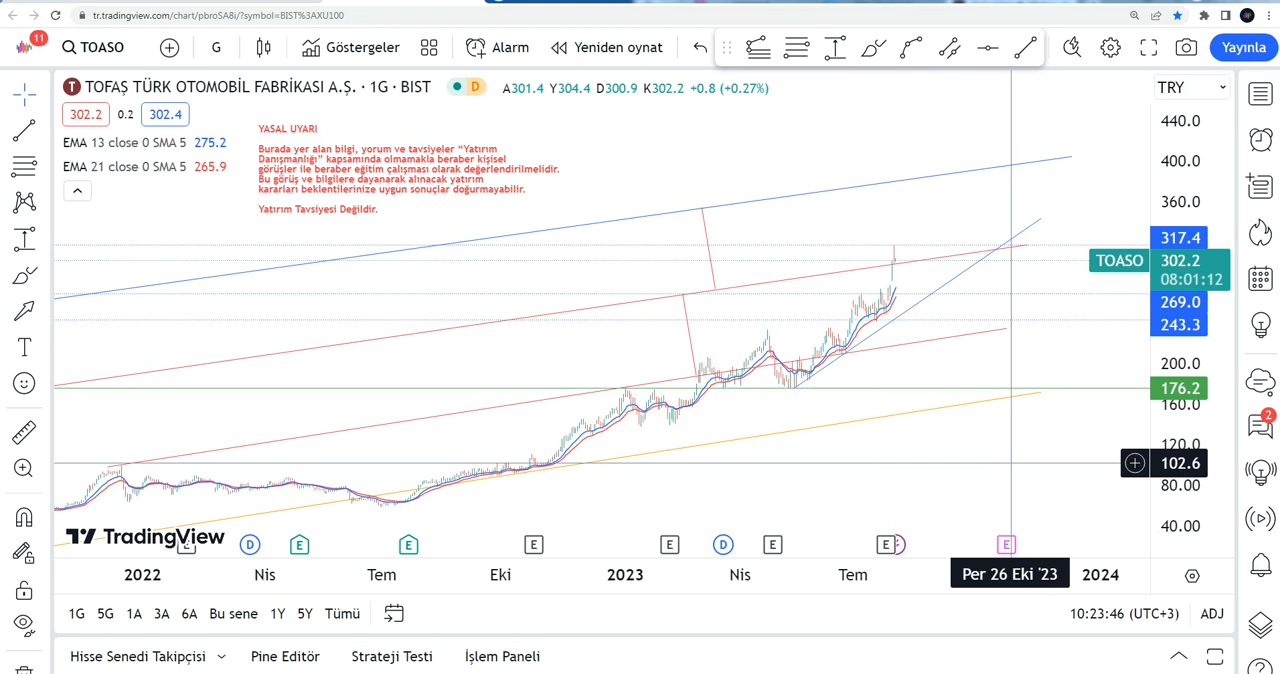 tr.tradingview.com/chart/pbroSA8i/?symbol=BIST%3AXU100
11
TOASO
G
Göstergeler
Alarm
Yeniden oynat
Yayınla
T TOFAŞ TÜRK OTOMOBİL FABRİKASI A.Ş. · 1G · BIST
D
A301.4 Y304.4 D300.9 K302.2 +0.8 (+0.27%)
TRY
302.2 0.2 302.4
EMA 13 close 0 SMA 5 275.2
EMA 21 close 0 SMA 5 265.9
YASAL UYARI
Burada yer alan bilgi, yorum ve tavsiyeler “Yatırım
Danışmanlığı” kapsamında olmamakla beraber kişisel
görüşler ile beraber eğitim çalışması olarak değerlendirilmelidir.
Bu görüş ve bilgilere dayanarak alınacak yatırım
kararları beklentilerinize uygun sonuçlar doğurmayabilir.
Yatırım Tavsiyesi Değildir.
440.0
400.0
360.0
317.4
TOASO 302.2
08:01:12
269.0
243.3
200.0
176.2
160.0
120.0
102.6
80.00
40.00
2
TradingView
E D E E E E D E E E
2022 Nis Tem Eki 2023 Nis Tem Per 26 Eki '23 2024
1G 5G 1A 3A 6A Bu sene 1Y 5Y Tümü
10:23:46 (UTC+3) ADJ
Hisse Senedi Takipçisi Pine Editör Strateji Testi İşlem Paneli